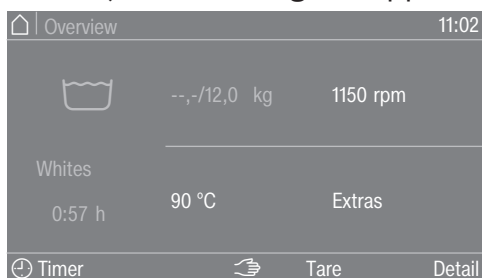 Overview 11:02
--,-/12,0 kg 1150 rpm
Whites
0:57 h
90 °C Extras
Timer Tare Detail